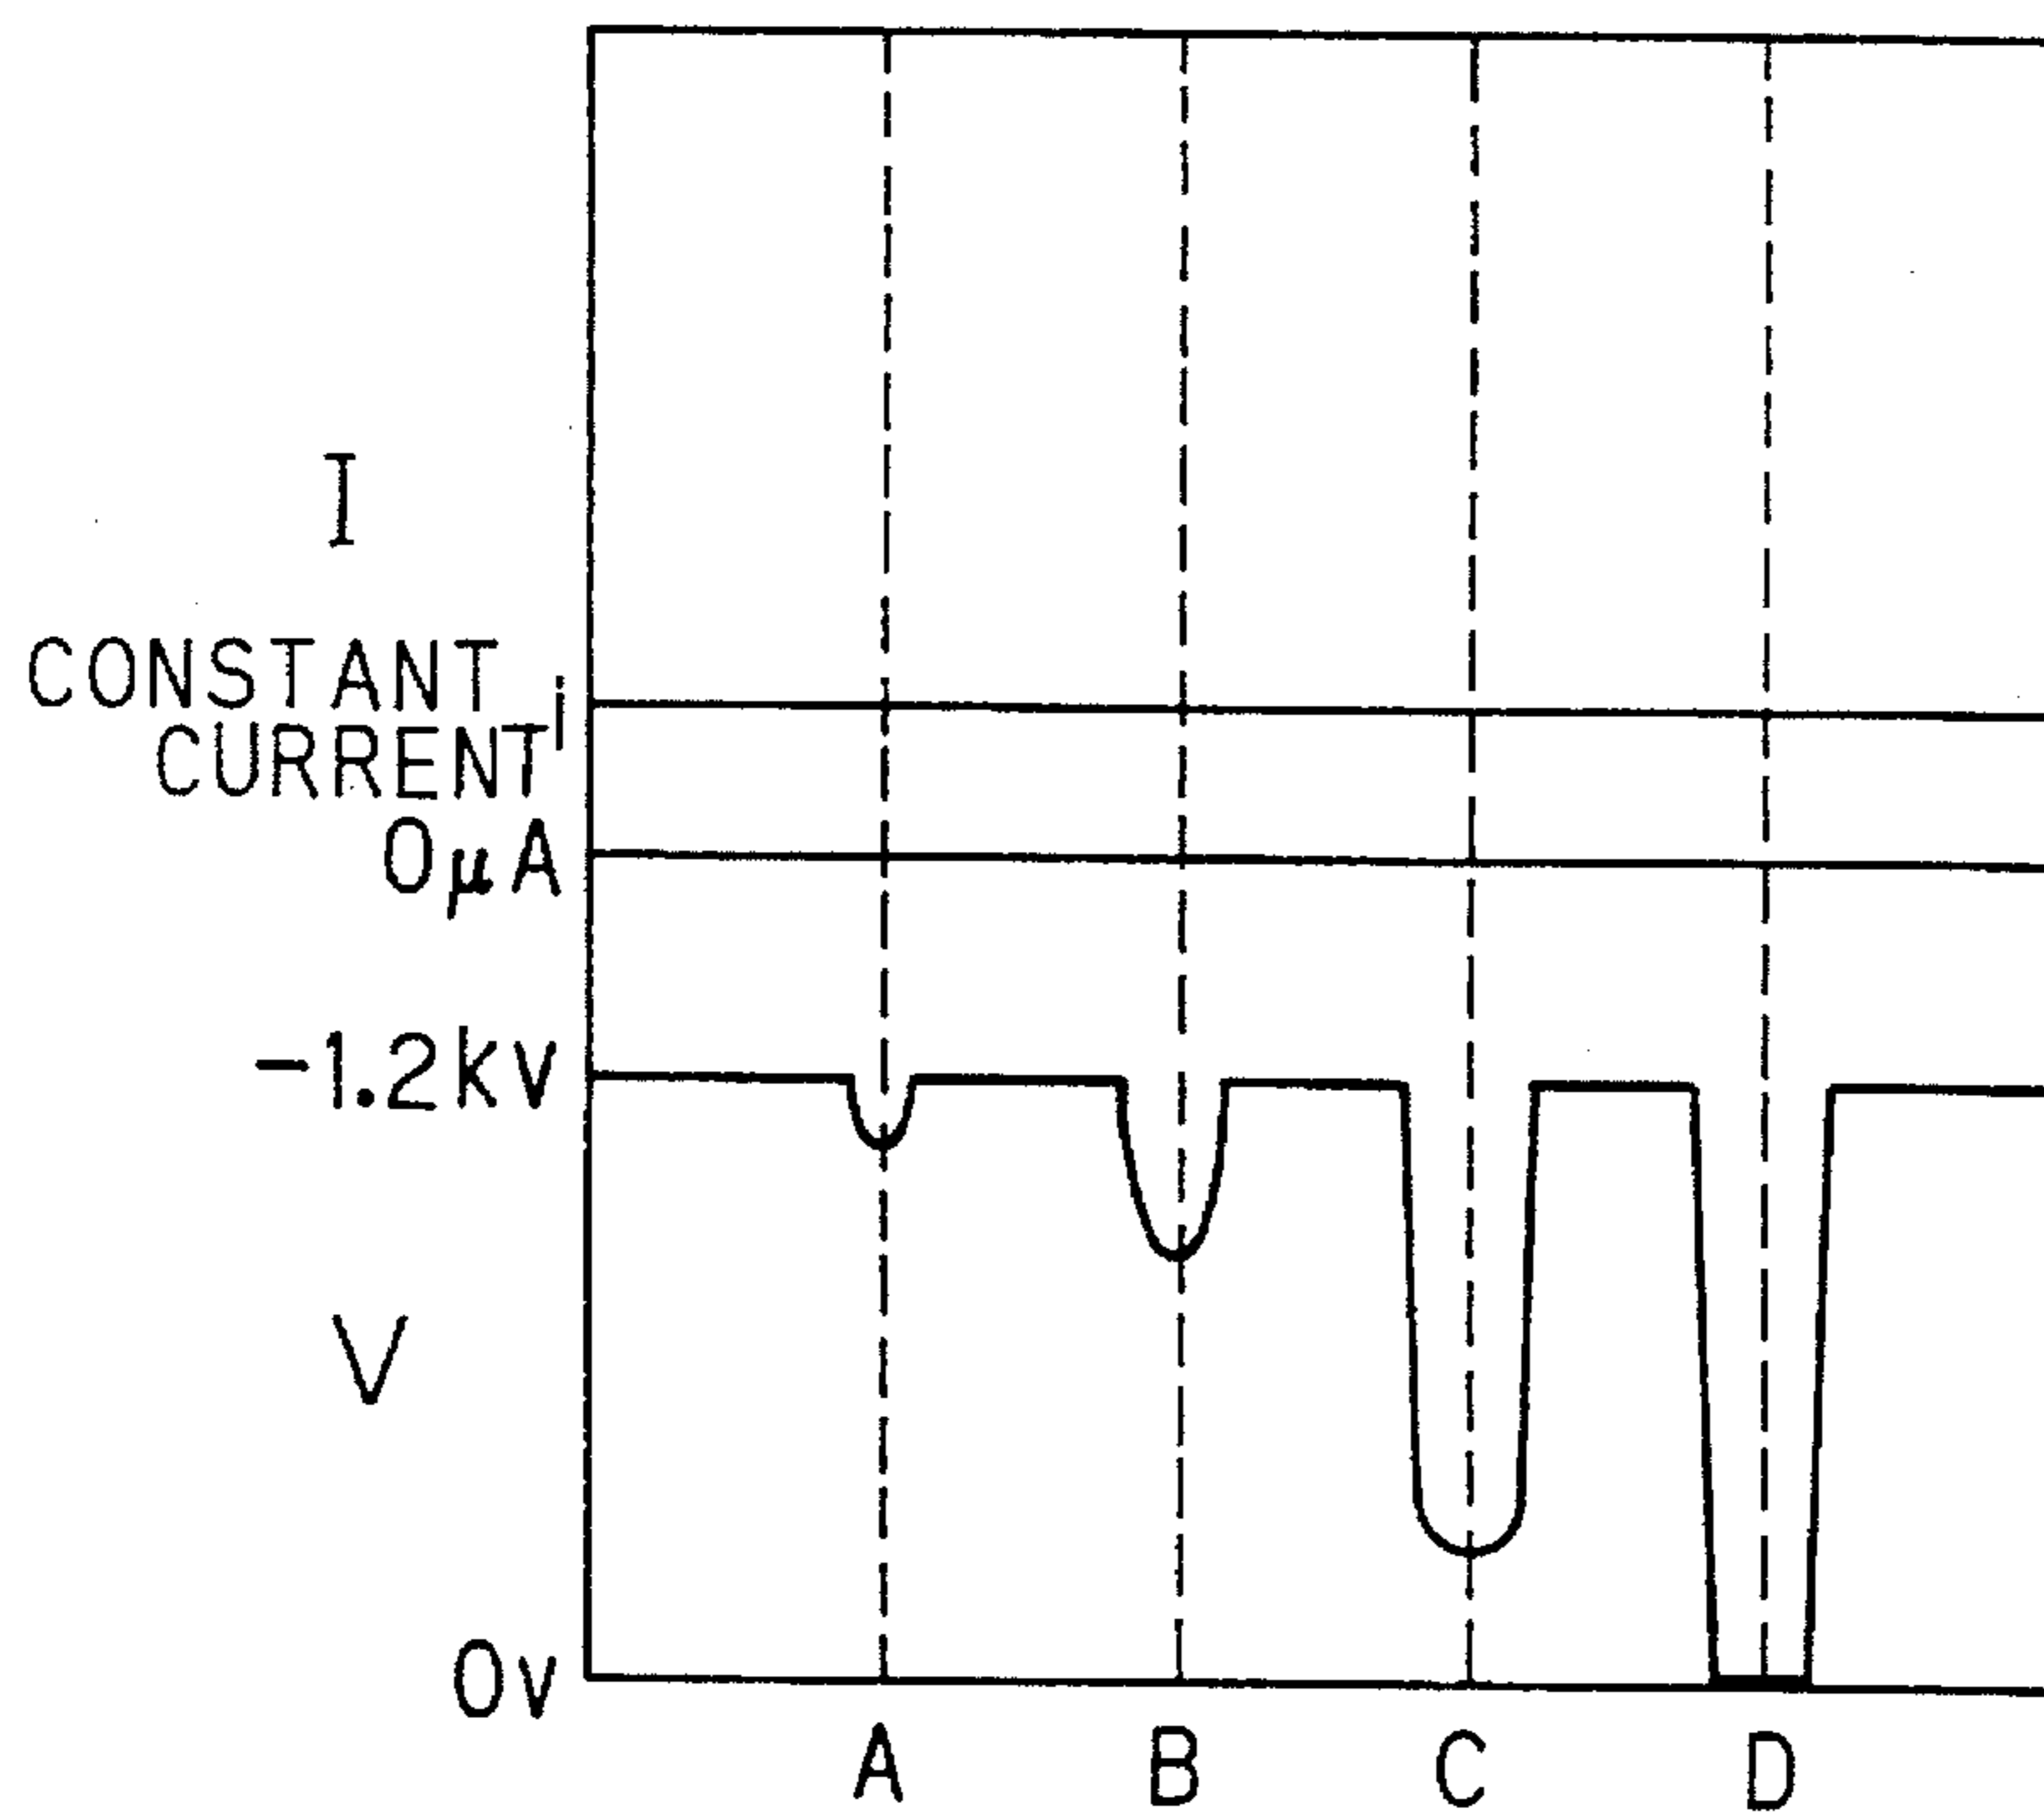 I
CONSTANT i
CURRENT
0μA
-1.2kv
V
0v
A B C D